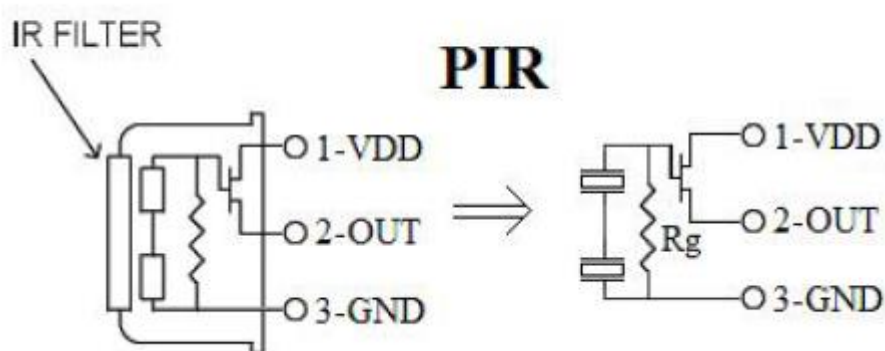 IR FILTER
PIR
1-VDD
2-OUT
3-GND
1-VDD
2-OUT
Rg
3-GND